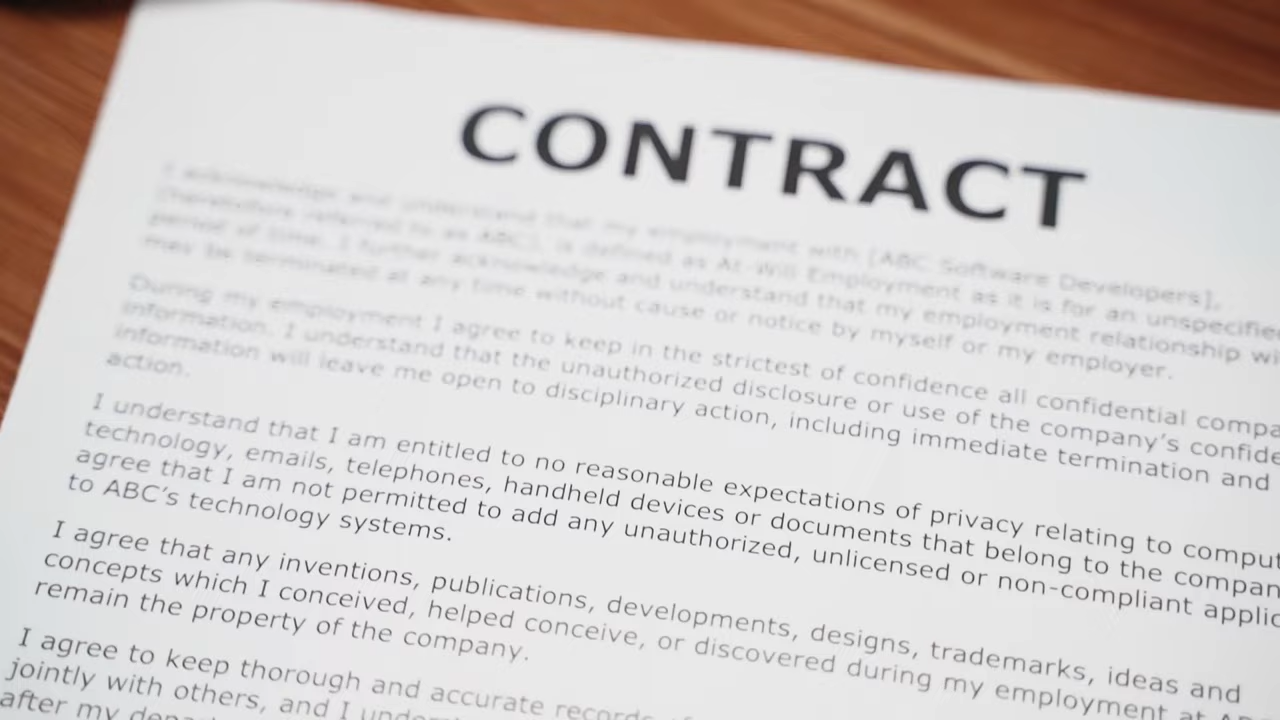 CONTRACT
I acknowledge and understand that my employment with [ABC Software Developers],
(hereinafter referred to as ABC), is defined as At-Will Employment as it is for an unspecified
period of time. I further acknowledge and understand that my employment relationship wi
may be terminated at any time without cause or notice by myself or my employer.
During my employment I agree to keep in the strictest of confidence all confidential compa
information. I understand that the unauthorized disclosure or use of the company's confide
information will leave me open to disciplinary action, including immediate termination and
action.
I understand that I am entitled to no reasonable expectations of privacy relating to comput
technology, emails, telephones, handheld devices or documents that belong to the compan
agree that I am not permitted to add any unauthorized, unlicensed or non-compliant applic
to ABC's technology systems.
I agree that any inventions, publications, developments, designs, trademarks, ideas and
concepts which I conceived, helped conceive, or discovered during my employment at
remain the property of the company.
I agree to keep thorough and accurate records
jointly with others, and I
after my